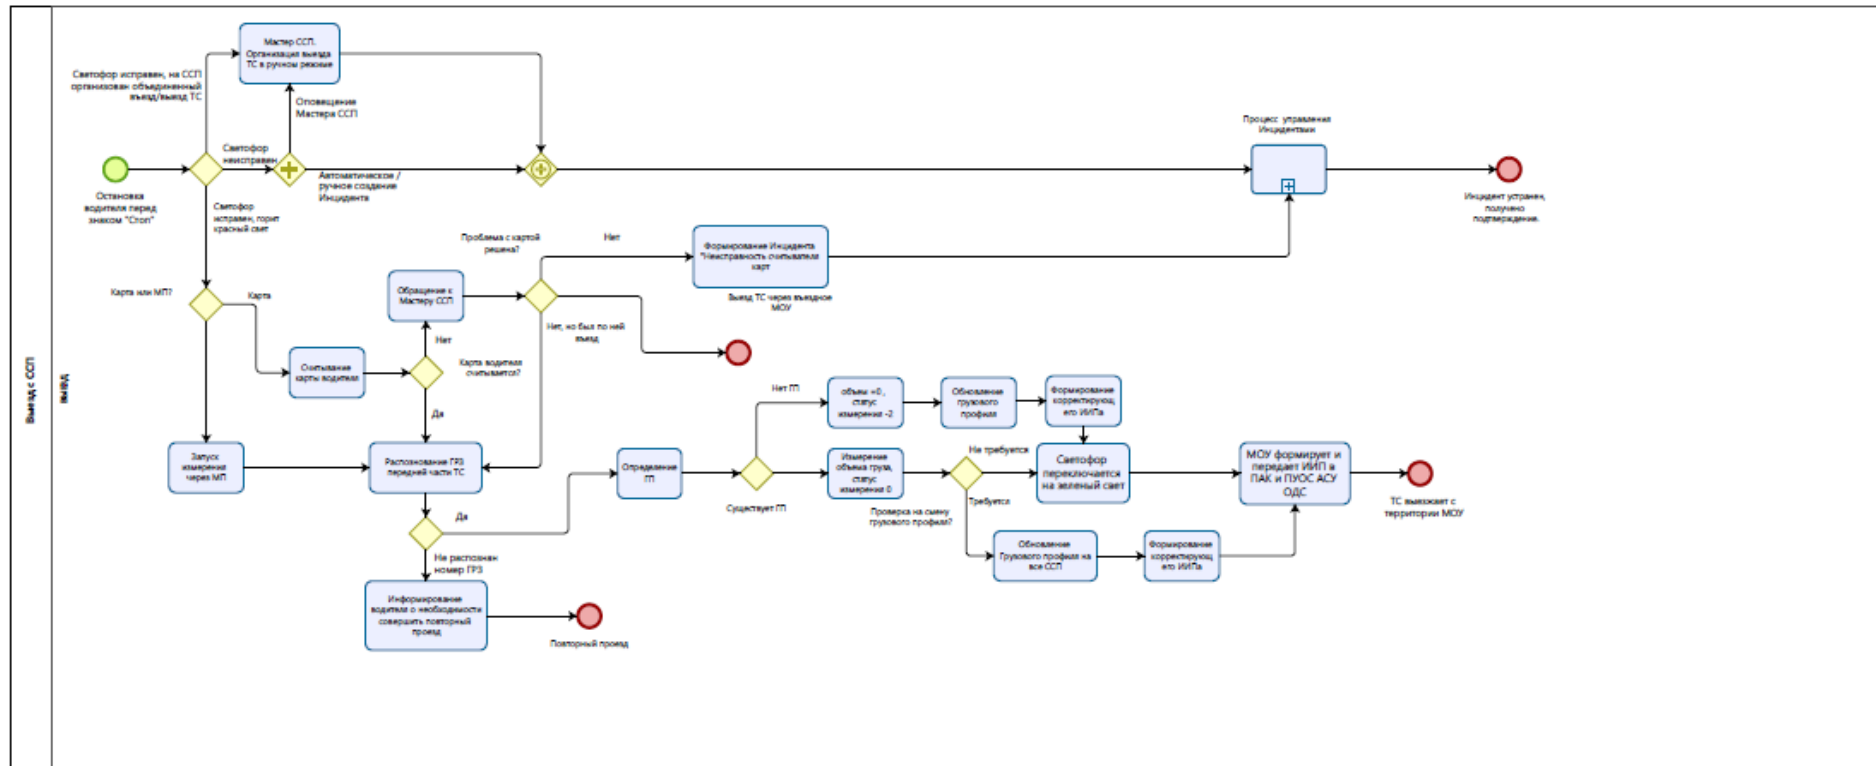 Выезд с ССП
выезд
Мастер ССП.
Организация выезда
ТС в ручном режиме
Светофор исправен, на ССП
организован объединенный
въезд/выезд ТС
Оповещение
Мастера ССП
Светофор
неисправен
Автоматическое /
ручное создание
Инцидента
Остановка
водителя перед
знаком "Стоп"
Светофор
исправен, горит
красный свет
Процесс управления
Инцидентами
Инцидент устранен,
получено
подтверждение.
Проблема с картой
решена?
Нет
Формирование Инцидента
"Неисправность считывателя
карт
Выезд ТС через въездное
МОУ
Карта или МП?
Карта
Обращение к
Мастеру ССП
Нет, но был по ней
въезд
Нет
Считывание
карты водителя
Карта водителя
считывается?
Да
Запуск
измерения
через МП
Распознование ГРЗ
передней части ТС
Да
Не распознан
номер ГРЗ
Информирование
водителя о необходимости
совершить повторный
проезд
Повторный проезд
Определение
ГП
Нет ГП
Существует ГП
объем =0,
статус
измерения -2
Обновление
грузового
профиля
Формирование
корректирующ
его ИИПа
Измерение
объема груза,
статус
измерения 0
Проверка на смену
грузового профиля?
Не требуется
Требуется
Светофор
переключается
на зеленый свет
МОУ формирует и
передает ИИП в
ПАК и ПУОС АСУ
ОДС
ТС выезжает с
территории МОУ
Обновление
Грузового профиля на
все ССП
Формирование
корректирующ
его ИИПа